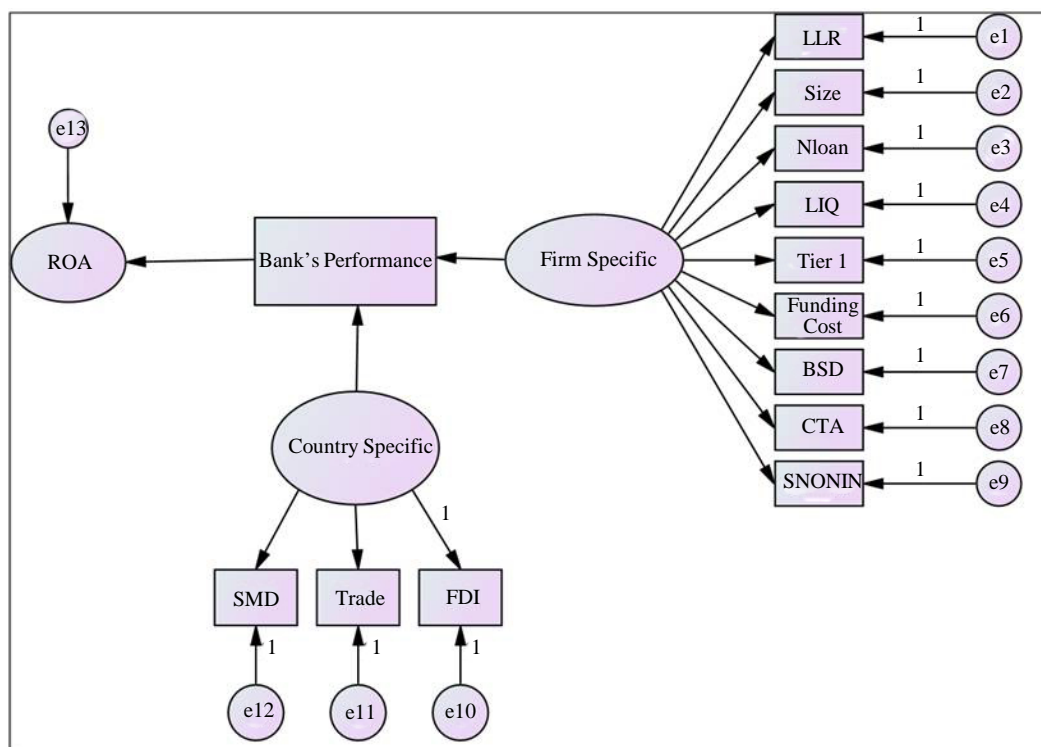 LLR
1
e1
Size
1
e2
Nloan
1
e3
LIQ
1
e4
Tier 1
1
e5
Funding
Cost
1
e6
BSD
1
e7
CTA
1
e8
SNONIN
1
e9
e13
ROA
Bank's Performance
Firm Specific
Country Specific
1
SMD
Trade
FDI
1
1
1
e12
e11
e10